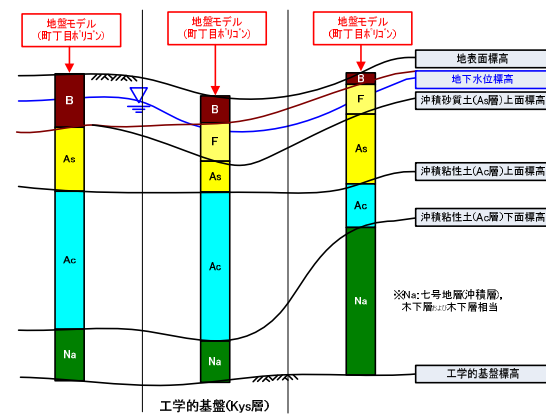 地盤モデル
(町丁目ポリゴン)
地盤モデル
(町丁目ポリゴン)
地盤モデル
(町丁目ポリゴン)
地表面標高
地下水位標高
沖積砂質土(As層)上面標高
沖積粘性土(Ac層)上面標高
沖積粘性土(Ac層)下面標高
工学的基盤標高
B
As
Ac
Na
B
F
As
Ac
Na
B
F
As
Ac
Na
※Na:七号地層(沖積層),
木下層および木下層相当
工学的基盤(Kys層)